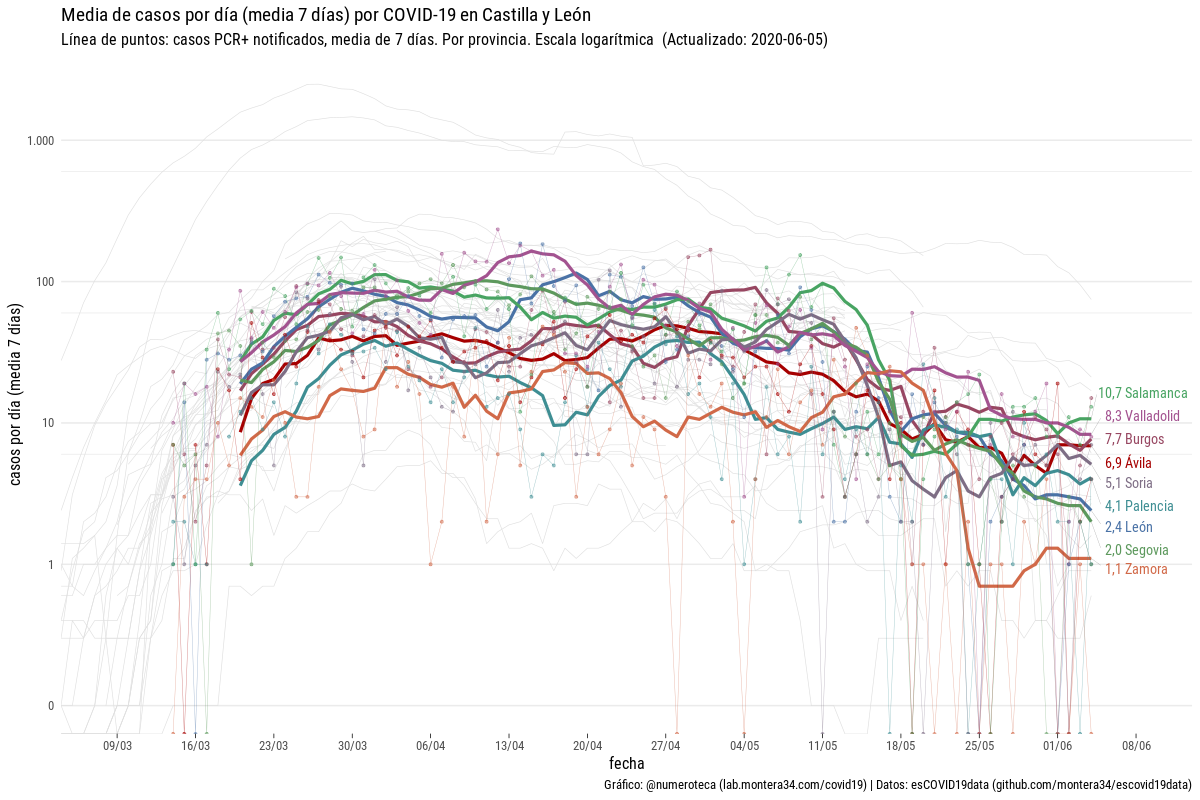 Media de casos por día (media 7 días) por COVID-19 en Castilla y León
Línea de puntos: casos PCR+ notificados, media de 7 días. Por provincia. Escala logarítmica  (Actualizado: 2020-06-05)
casos por día (media 7 días)
1.000
100
10
1
0
10,7 Salamanca
8,3 Valladolid
7,7 Burgos
6,9 Ávila
5,1 Soria
4,1 Palencia
2,4 León
2,0 Segovia
1,1 Zamora
09/03 16/03 23/03 30/03 06/04 13/04 20/04 27/04 04/05 11/05 18/05 25/05 01/06 08/06
fecha
Gráfico: @numeroteca (lab.montera34.com/covid19) | Datos: esCOVID19data (github.com/montera34/escovid19data)